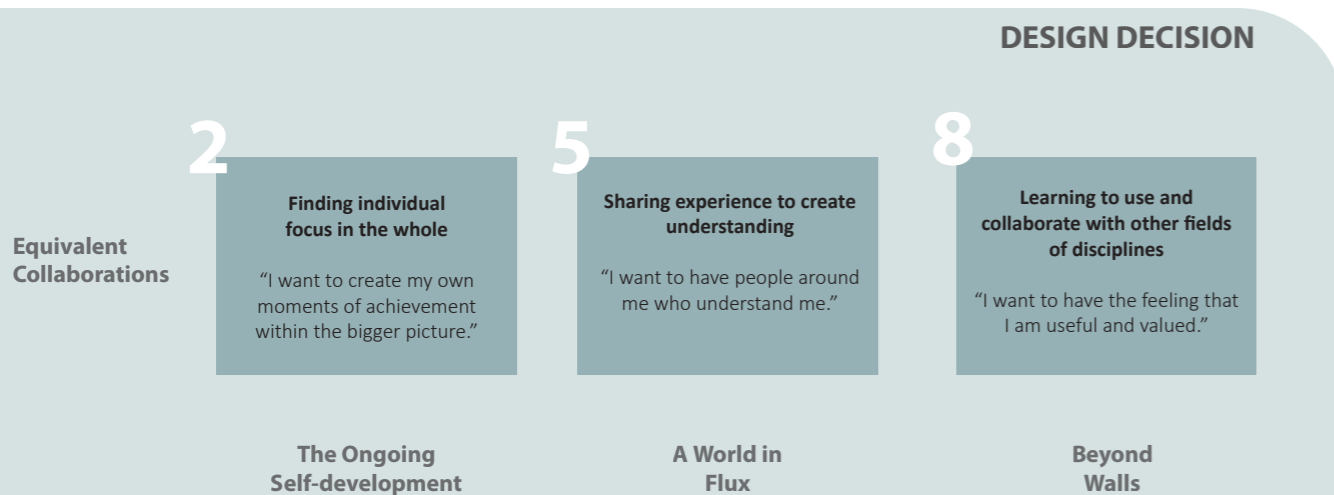 DESIGN DECISION
2
5
8
Equivalent
Collaborations
Finding individual
focus in the whole
“I want to create my own
moments of achievement
within the bigger picture.”
Sharing experience to create
understanding
“I want to have people around
me who understand me.”
Learning to use and
collaborate with other fields
of disciplines
“I want to have the feeling that
I am useful and valued.”
The Ongoing
Self-development
A World in
Flux
Beyond
Walls